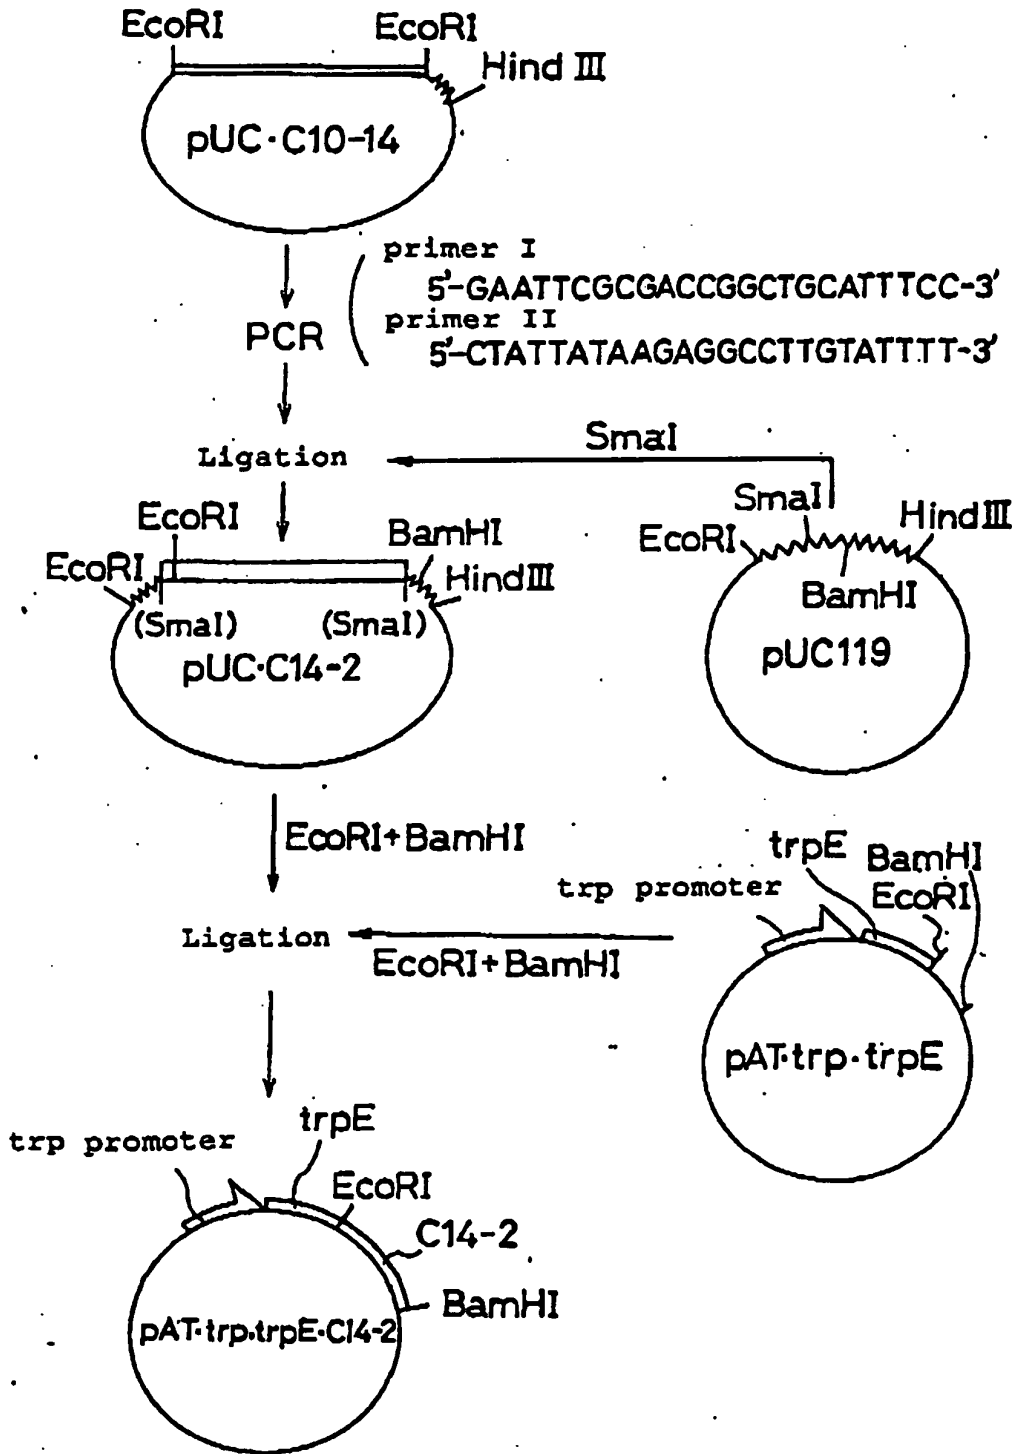 EcoRI EcoRI
Hind III
pUC·C10-14
primer I
5'-GAATTCGCGACCGGCTGCATTTCC-3'
primer II
5'-CTATTATAAGAGGCCTTGTATTTT-3'
PCR
SmaI
Ligation
SmaI
EcoRI HindIII
BamHI
pUC119
EcoRI
BamHI
EcoRI HindIII
(SmaI) (SmaI)
pUC·C14-2
EcoRI+BamHI
trpE BamHI
trp promoter EcoRI
Ligation
EcoRI+BamHI
pAT·trp·trpE
trpE
trp promoter
EcoRI
C14-2
BamHI
pAT·trp·trpE·C14-2